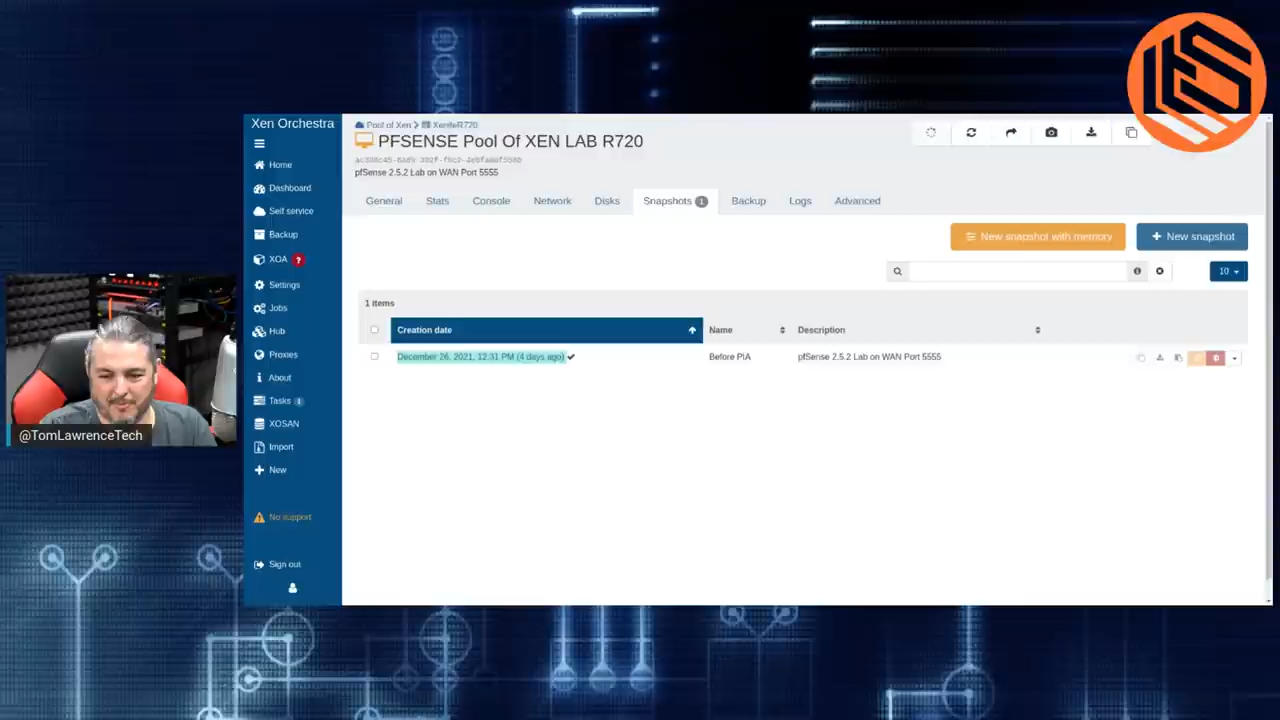 Xen Orchestra
Home
Dashboard
Self service
Backup
XOA ?
Settings
Jobs
Hub
Proxies
About
Tasks 1
XOSAN
Import
New
No support
Sign out
Pool of Xen > XenReR720
PFSENSE Pool Of XEN LAB R720
pfSense 2.5.2 Lab on WAN Port 5555
General Stats Console Network Disks Snapshots 1 Backup Logs Advanced
New snapshot with memory New snapshot
10
1 items
Creation date Name Description
December 26, 2021, 12:31 PM (4 days ago) Before PIA pfSense 2.5.2 Lab on WAN Port 5555
@TomLawrenceTech
LS